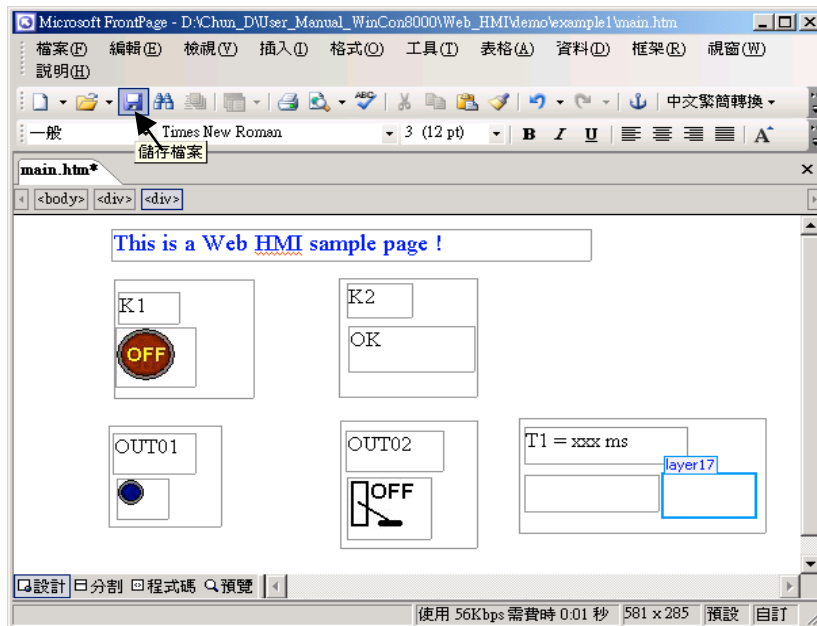 Microsoft FrontPage - D:\Chun_D\User_Manual_WinCon8000\Web_HMI\demo\example1\main.htm
檔案(F) 編輯(E) 檢視(V) 插入(I) 格式(O) 工具(T) 表格(A) 資料(D) 框架(R) 視窗(W)
說明(H)
ABC 中文繁簡轉換
一般 Times New Roman 3 (12 pt) B I U A
儲存檔案
main.htm*
<body> <div> <div>
This is a Web HMI sample page !
K1 K2
OFF OK
OUT01 OUT02 T1 = xxx ms
layer17
OFF
設計 分割 程式碼 預覽
使用 56Kbps 需費時 0:01 秒 581 x 285 預設 自訂